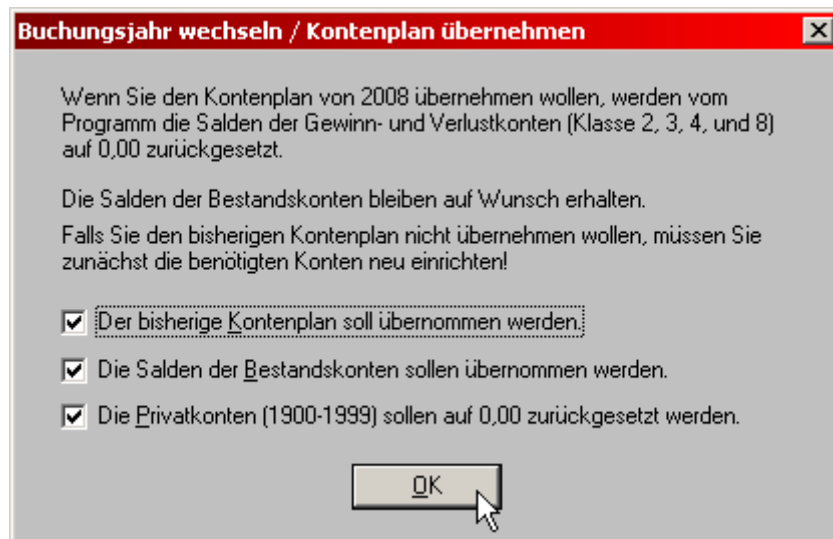 Buchungsjahr wechseln / Kontenplan übernehmen
Wenn Sie den Kontenplan von 2008 übernehmen wollen, werden vom
Programm die Salden der Gewinn- und Verlustkonten (Klasse 2, 3, 4, und 8)
auf 0,00 zurückgesetzt.
Die Salden der Bestandskonten bleiben auf Wunsch erhalten.
Falls Sie den bisherigen Kontenplan nicht übernehmen wollen, müssen Sie
zunächst die benötigten Konten neu einrichten!
Der bisherige Kontenplan soll übernommen werden.
Die Salden der Bestandskonten sollen übernommen werden.
Die Privatkonten (1900-1999) sollen auf 0,00 zurückgesetzt werden.
OK